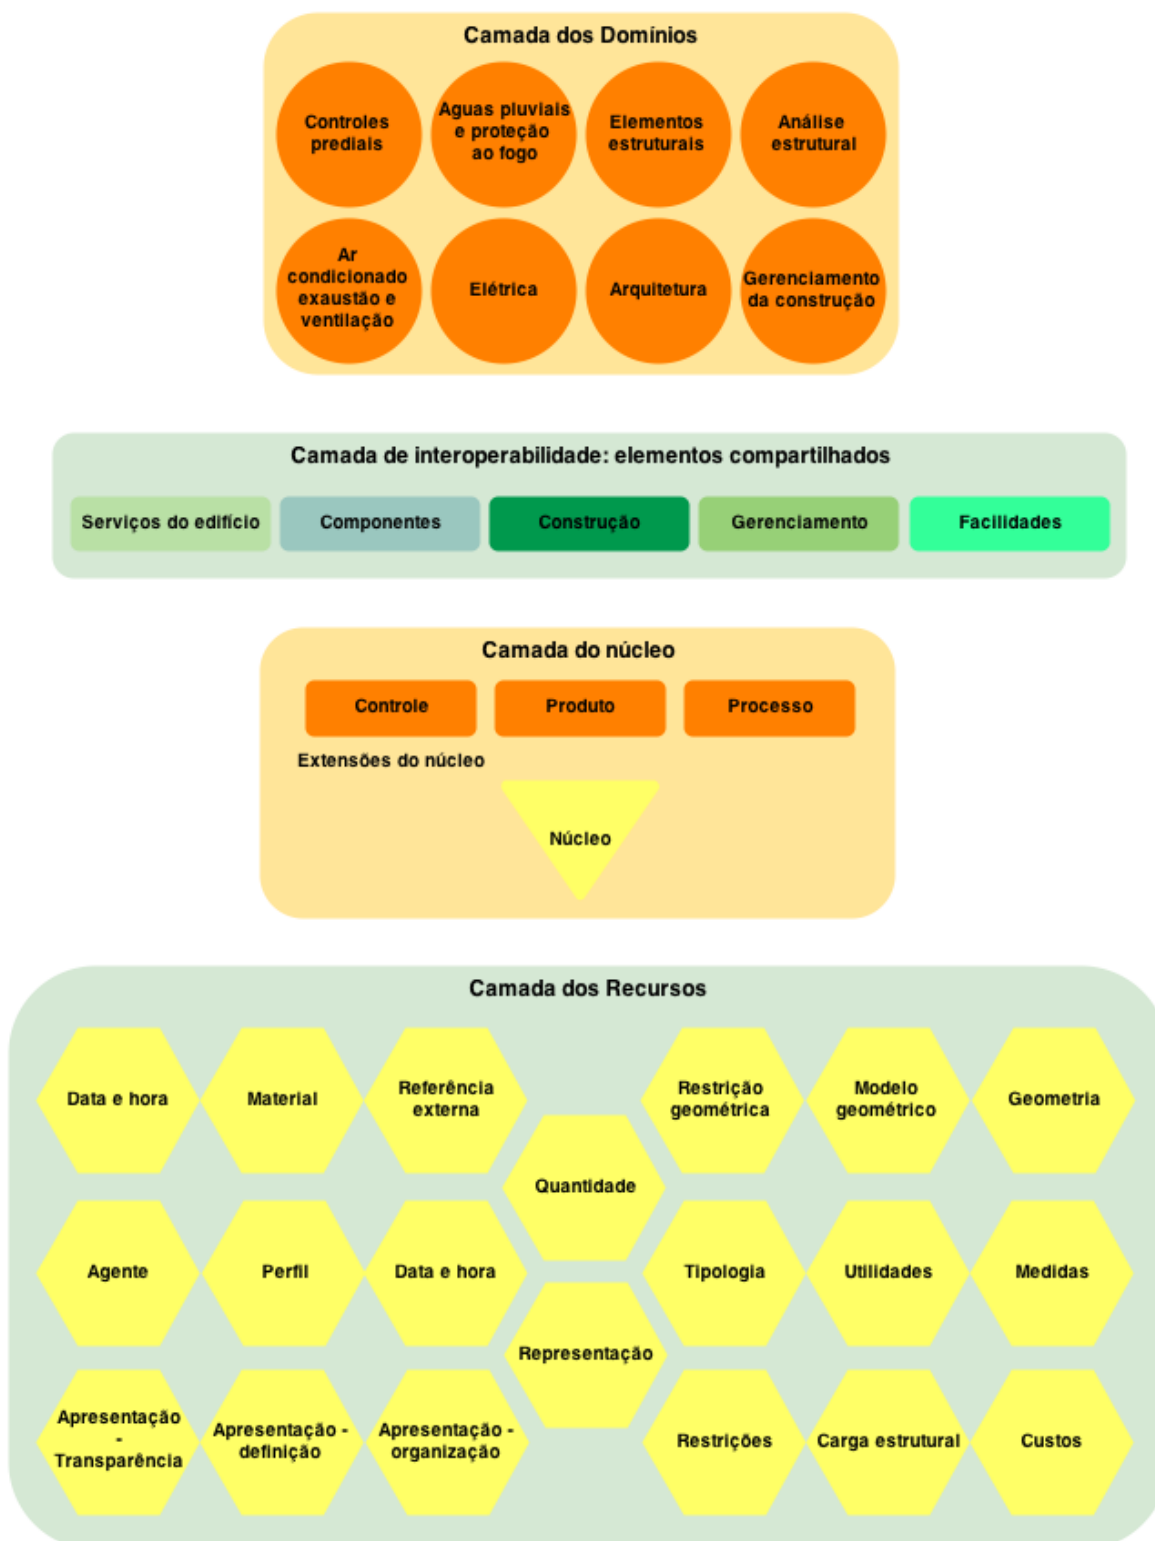 Camada dos Domínios
Controles
prediais
Aguas pluviais
e proteção
ao fogo
Elementos
estruturais
Análise
estrutural
Ar
condicionado
exaustão e
ventilação
Elétrica
Arquitetura
Gerenciamento
da construção
Camada de interoperabilidade: elementos compartilhados
Serviços do edifício
Componentes
Construção
Gerenciamento
Facilidades
Camada do núcleo
Controle
Produto
Processo
Extensões do núcleo
Núcleo
Camada dos Recursos
Data e hora
Material
Referência
externa
Restrição
geométrica
Modelo
geométrico
Geometria
Quantidade
Agente
Perfil
Data e hora
Tipologia
Utilidades
Medidas
Representação
Apresentação
-
Transparência
Apresentação -
definição
Apresentação -
organização
Restrições
Carga estrutural
Custos